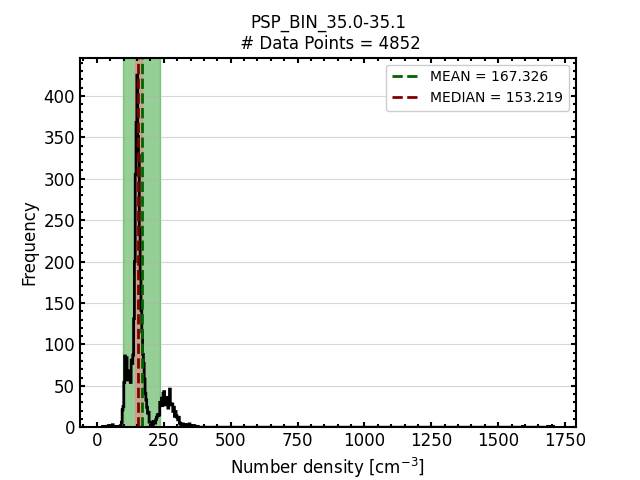 PSP_BIN_35.0-35.1
# Data Points = 4852
MEAN = 167.326
MEDIAN = 153.219
Frequency
400
350
300
250
200
150
100
50
0
0 250 500 750 1000 1250 1500 1750
Number density [cm⁻³]